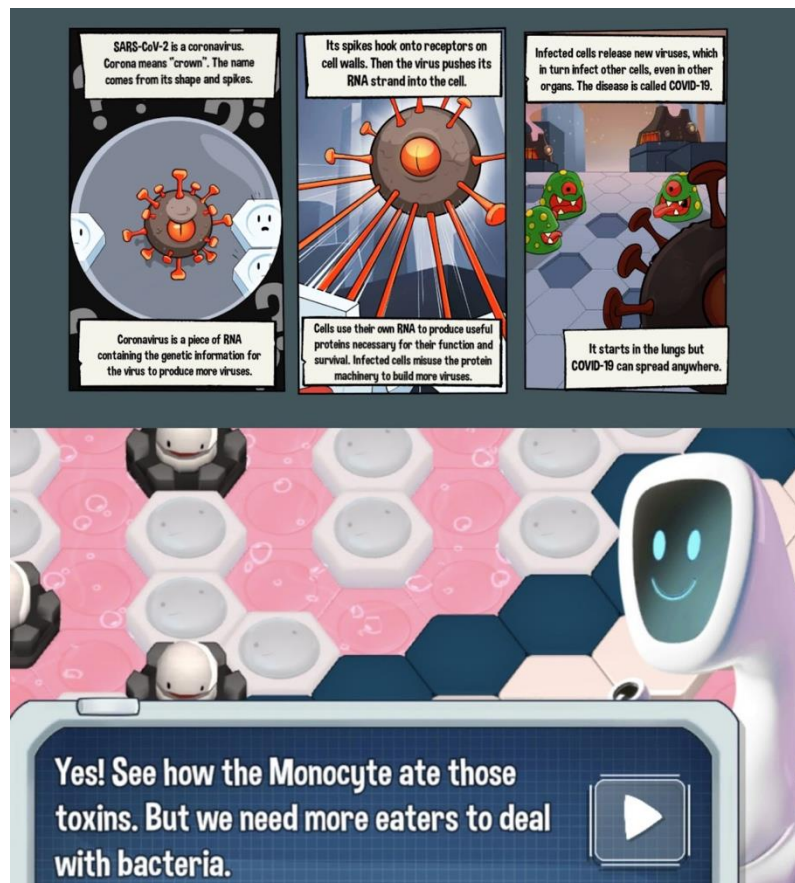 SARS-CoV-2 is a coronavirus.
Corona means "crown". The name
comes from its shape and spikes.
Coronavirus is a piece of RNA
containing the genetic information for
the virus to produce more viruses.
Its spikes hook onto receptors on
cell walls. Then the virus pushes its
RNA strand into the cell.
Cells use their own RNA to produce useful
proteins necessary for their function and
survival. Infected cells misuse the protein
machinery to build more viruses.
Infected cells release new viruses, which
in turn infect other cells, even in other
organs. The disease is called COVID-19.
It starts in the lungs but
COVID-19 can spread anywhere.
Yes! See how the Monocyte ate those
toxins. But we need more eaters to deal
with bacteria.